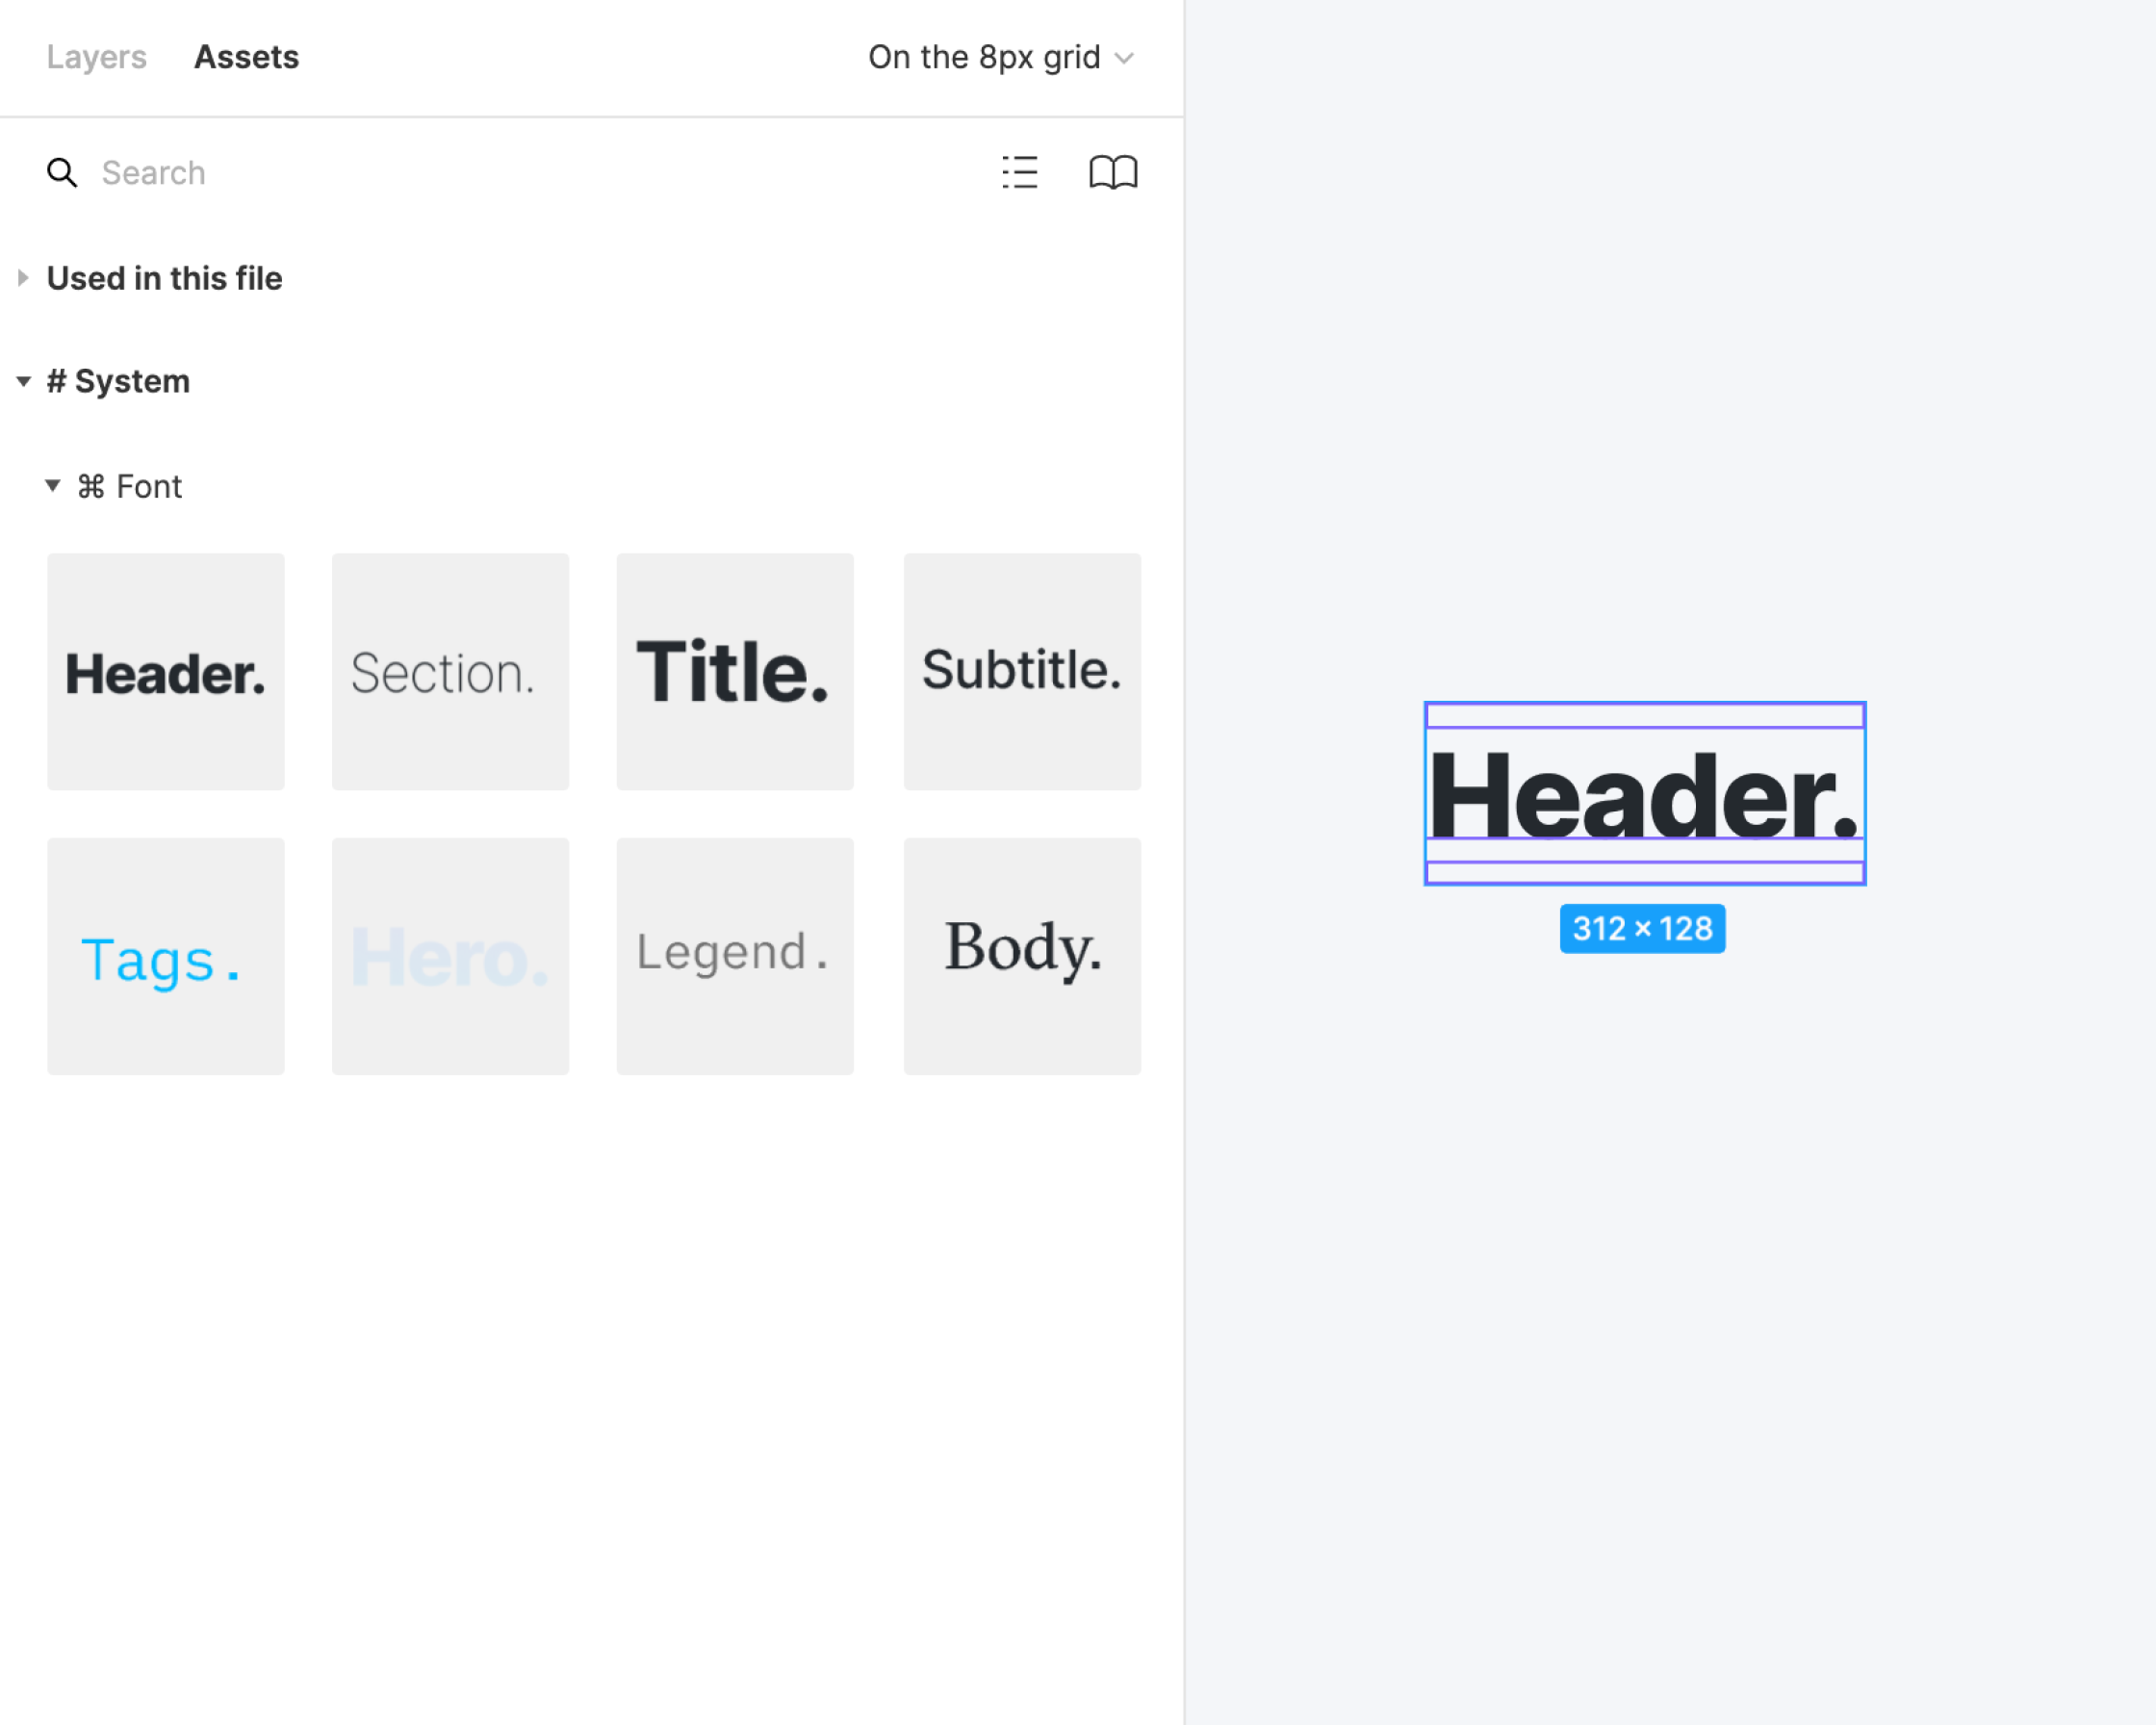 Layers Assets On the 8px grid
Search
Used in this file
# System
⌘ Font
Header. Section. Title. Subtitle.
Tags. Hero. Legend. Body.
Header.
312 × 128